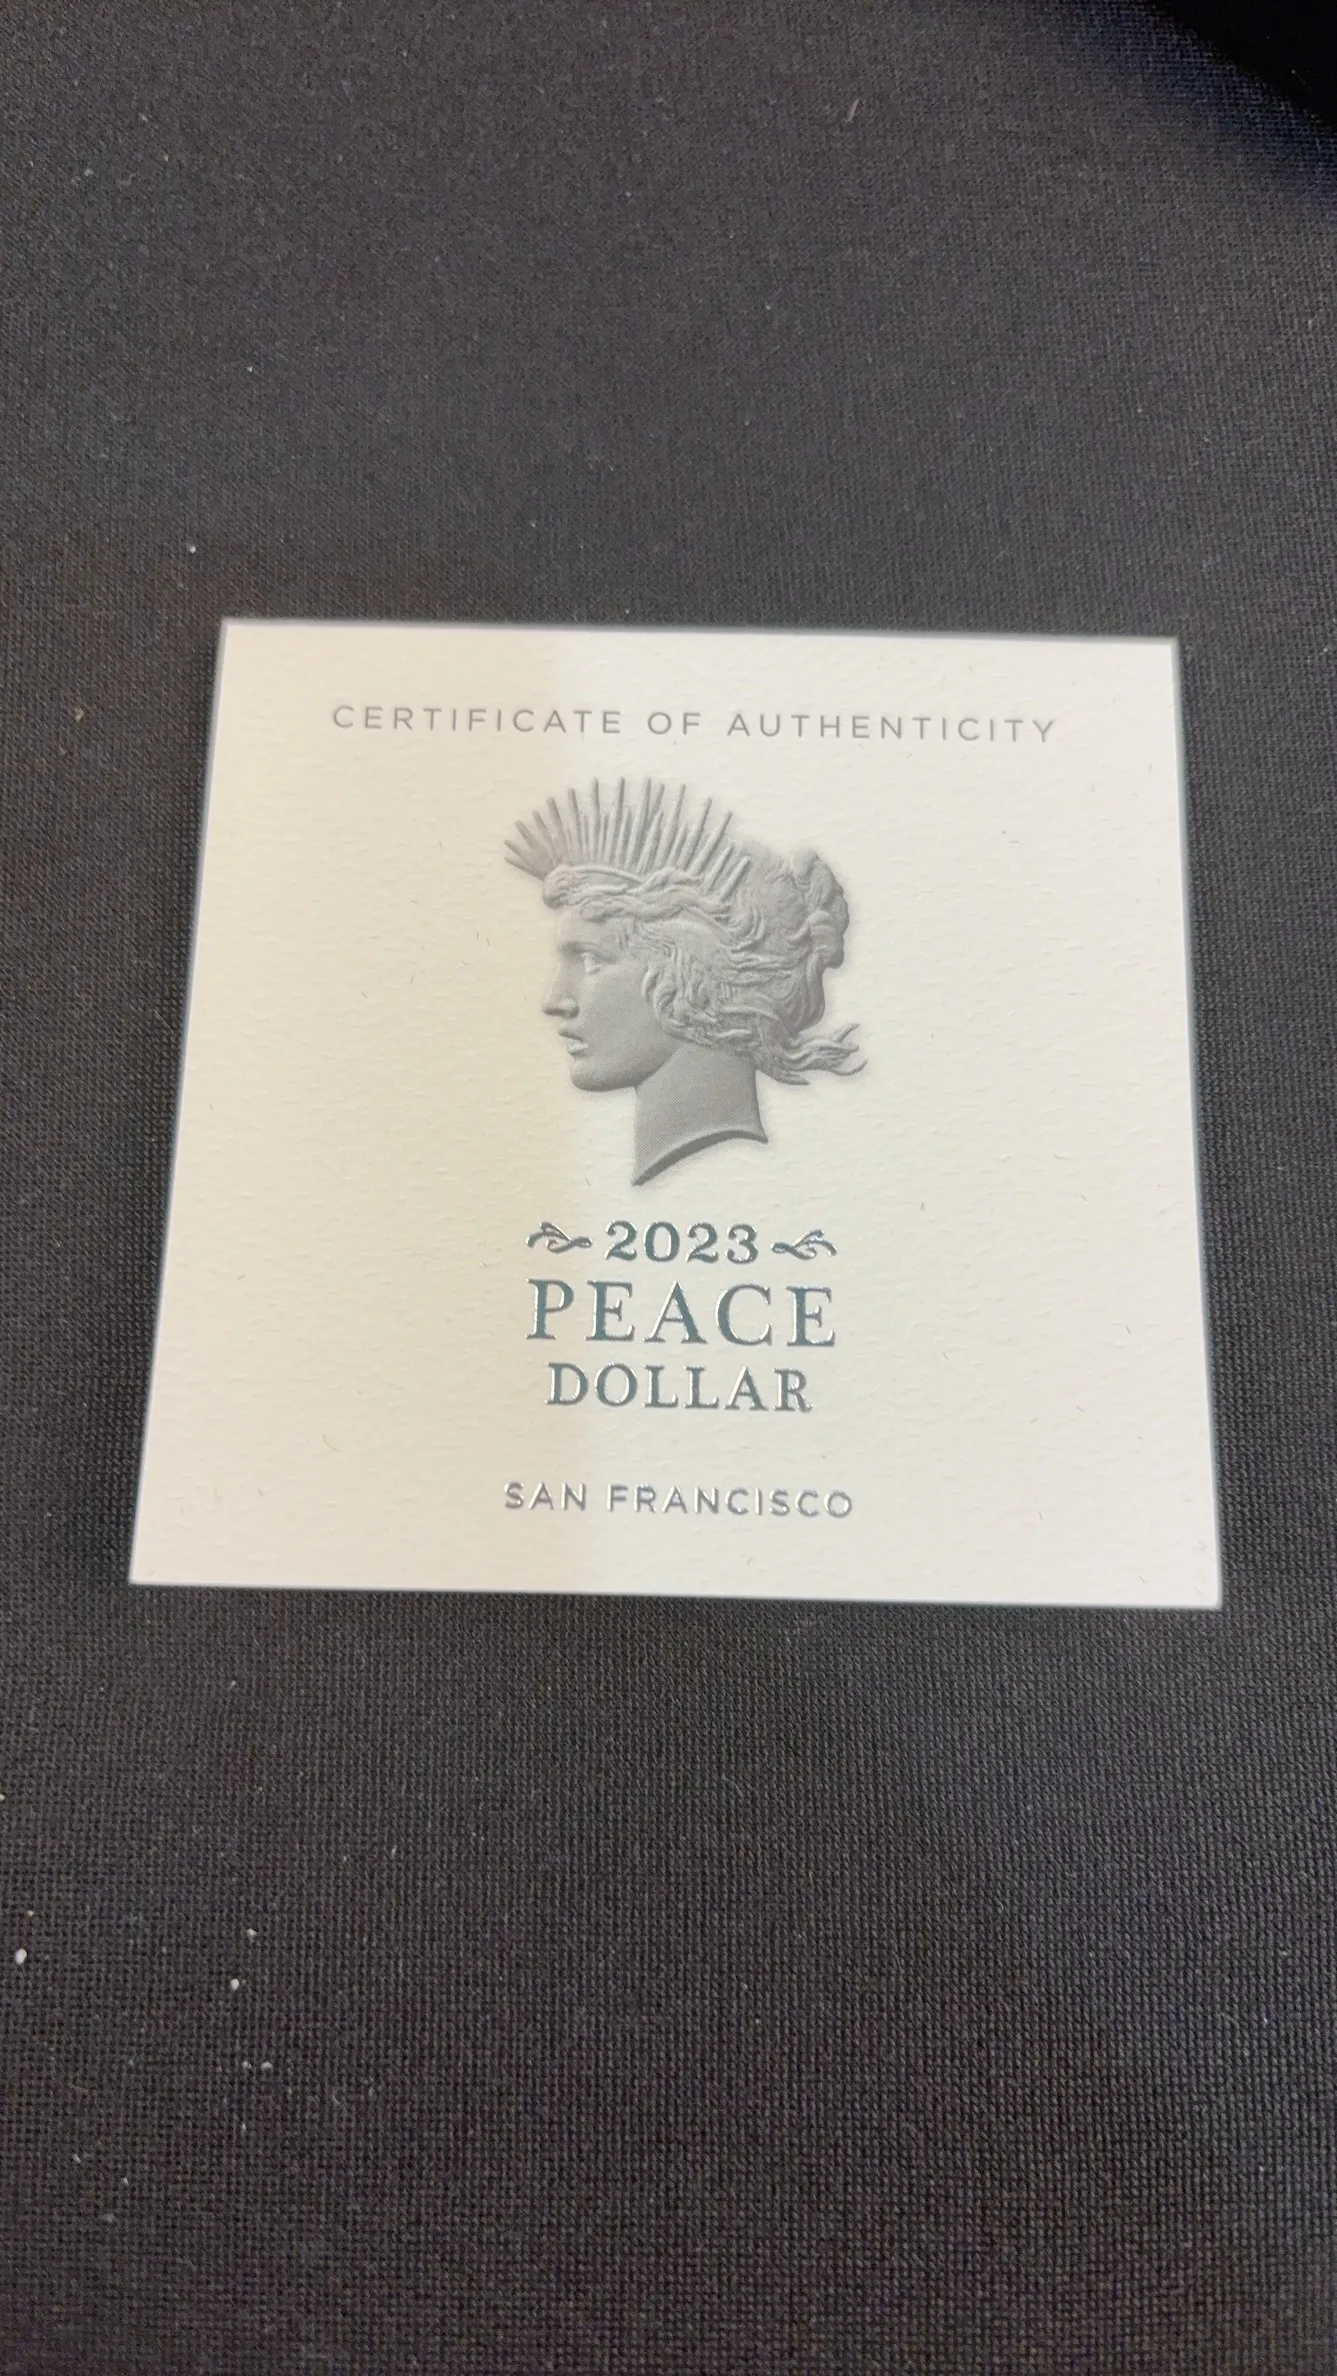 CERTIFICATE OF AUTHENTICITY
2023
PEACE
DOLLAR
SAN FRANCISCO